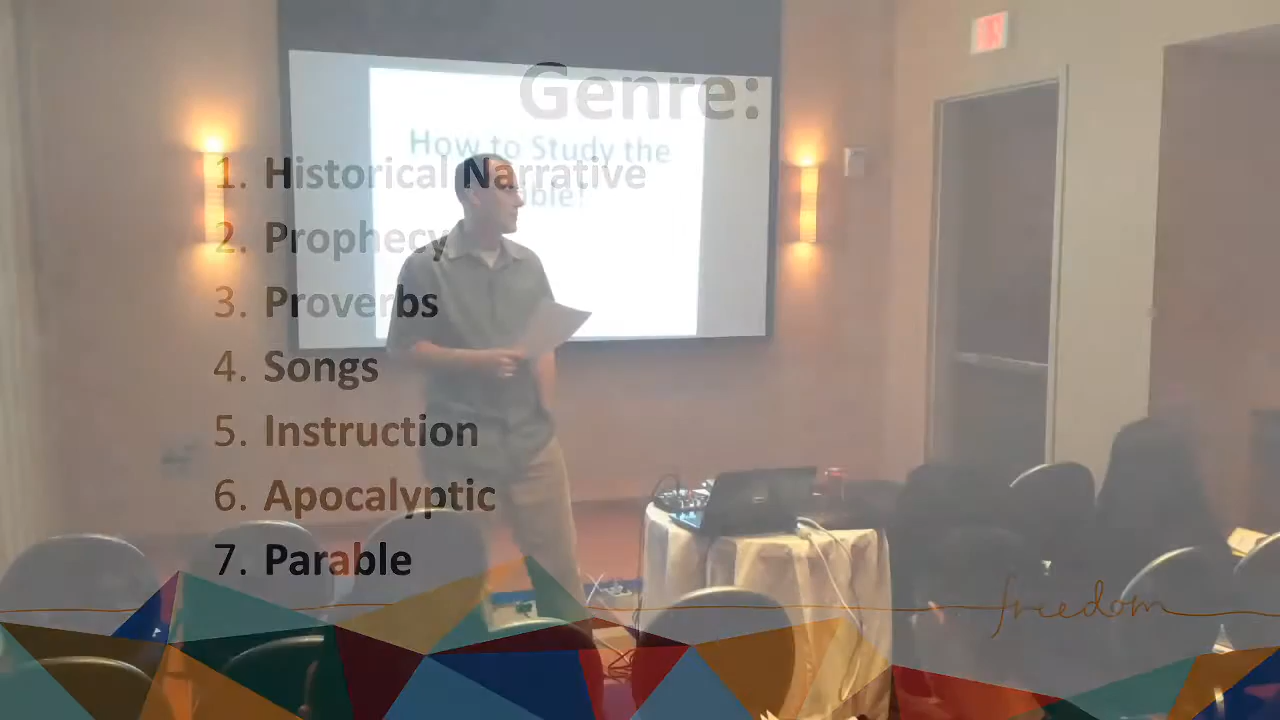 Genre:
How to Study the
1. Historical Narrative
2. Prophecy
3. Proverbs
4. Songs
5. Instruction
6. Apocalyptic
7. Parable
freedom